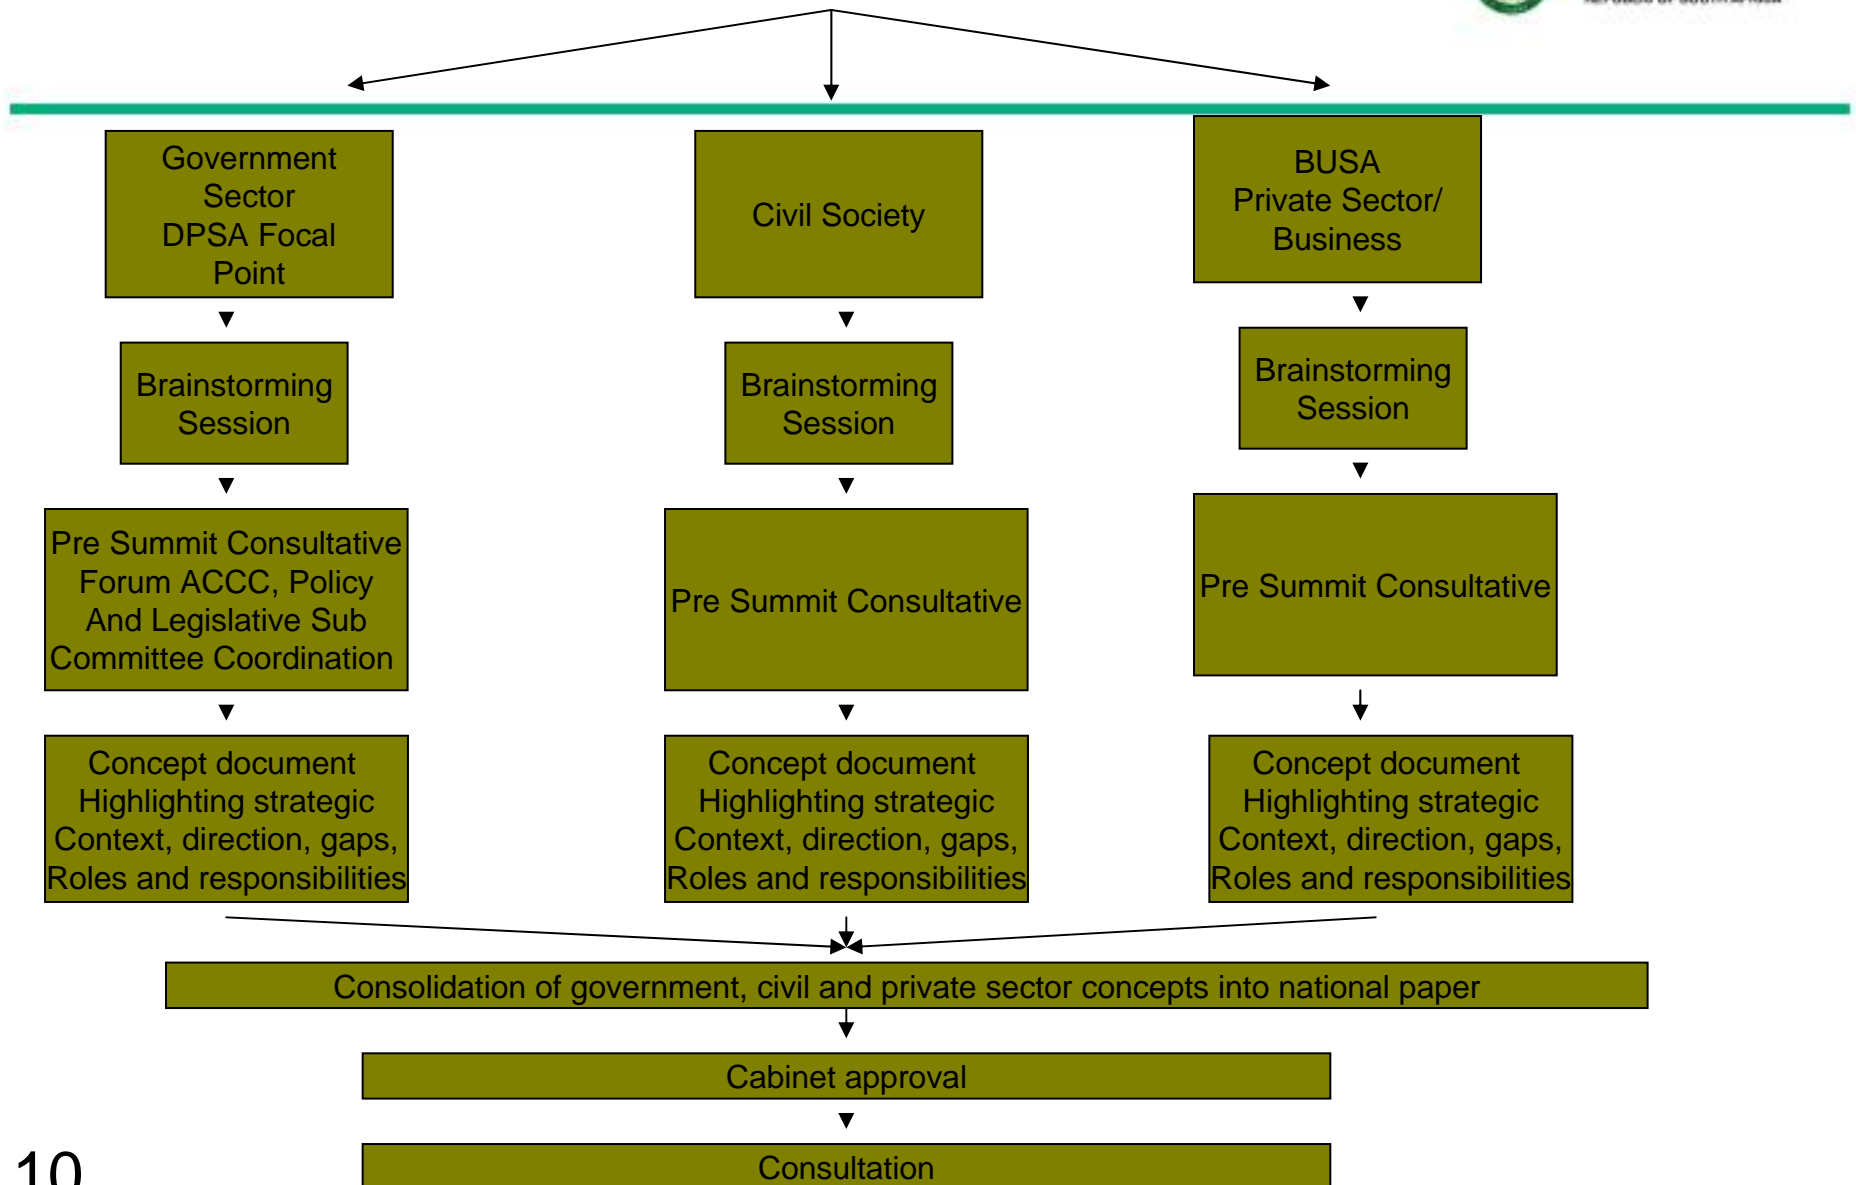 REPUBLIC OF SOUTH AFRICA
Government
Sector
DPSA Focal
Point
Civil Society
BUSA
Private Sector/
Business
Brainstorming
Session
Brainstorming
Session
Brainstorming
Session
Pre Summit Consultative
Forum ACCC, Policy
And Legislative Sub
Committee Coordination
Pre Summit Consultative
Pre Summit Consultative
Concept document
Highlighting strategic
Context, direction, gaps,
Roles and responsibilities
Concept document
Highlighting strategic
Context, direction, gaps,
Roles and responsibilities
Concept document
Highlighting strategic
Context, direction, gaps,
Roles and responsibilities
Consolidation of government, civil and private sector concepts into national paper
Cabinet approval
Consultation
10